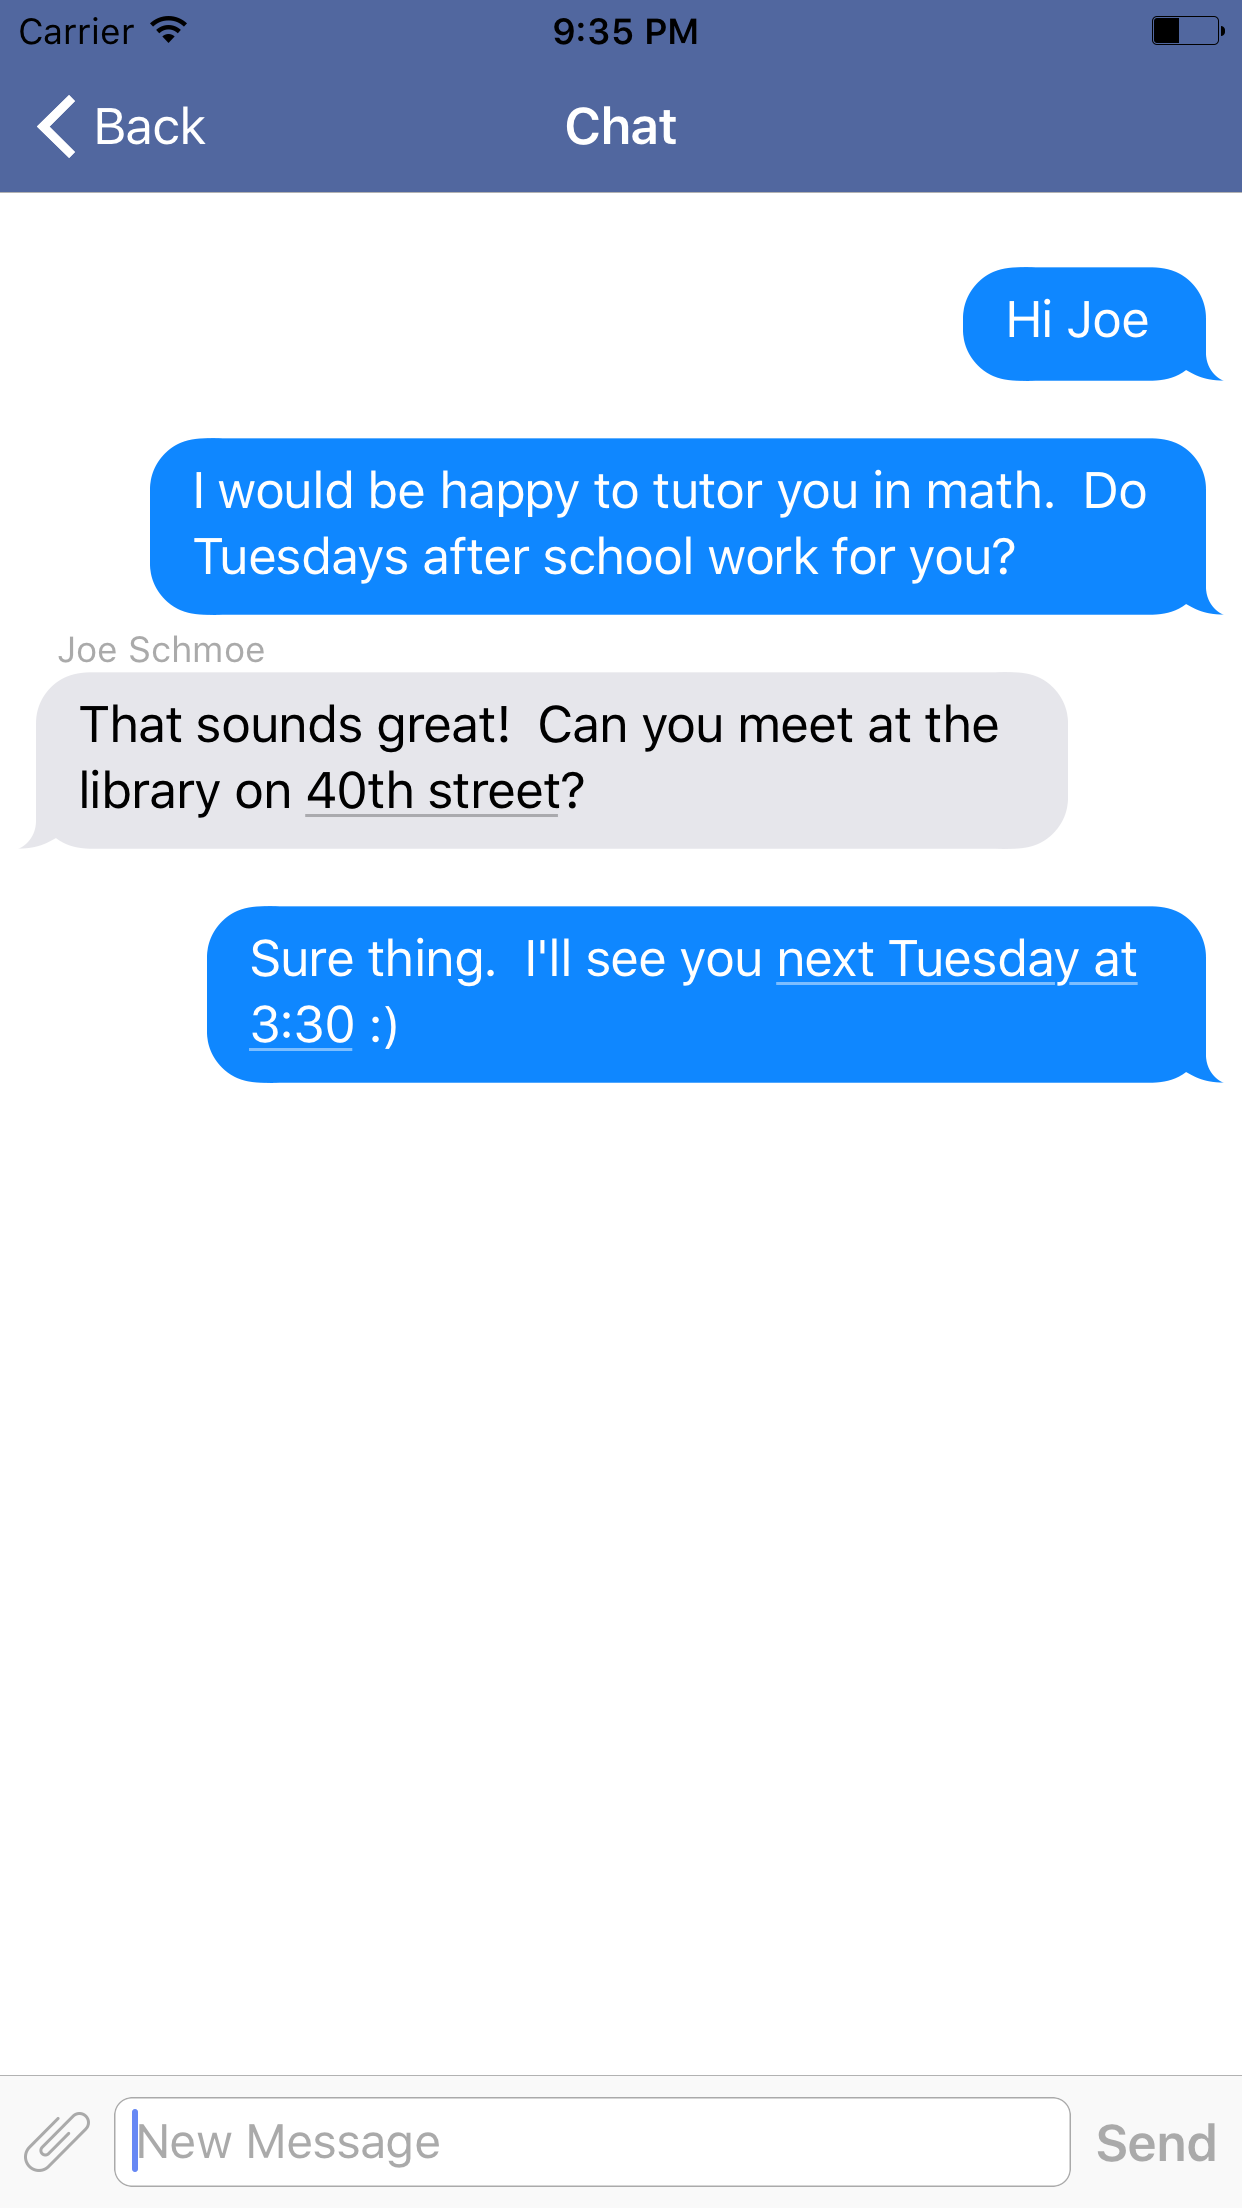 Carrier 9:35 PM
Back Chat
Hi Joe
I would be happy to tutor you in math.  Do
Tuesdays after school work for you?
Joe Schmoe
That sounds great!  Can you meet at the
library on 40th street?
Sure thing.  I'll see you next Tuesday at
3:30 :)
New Message Send